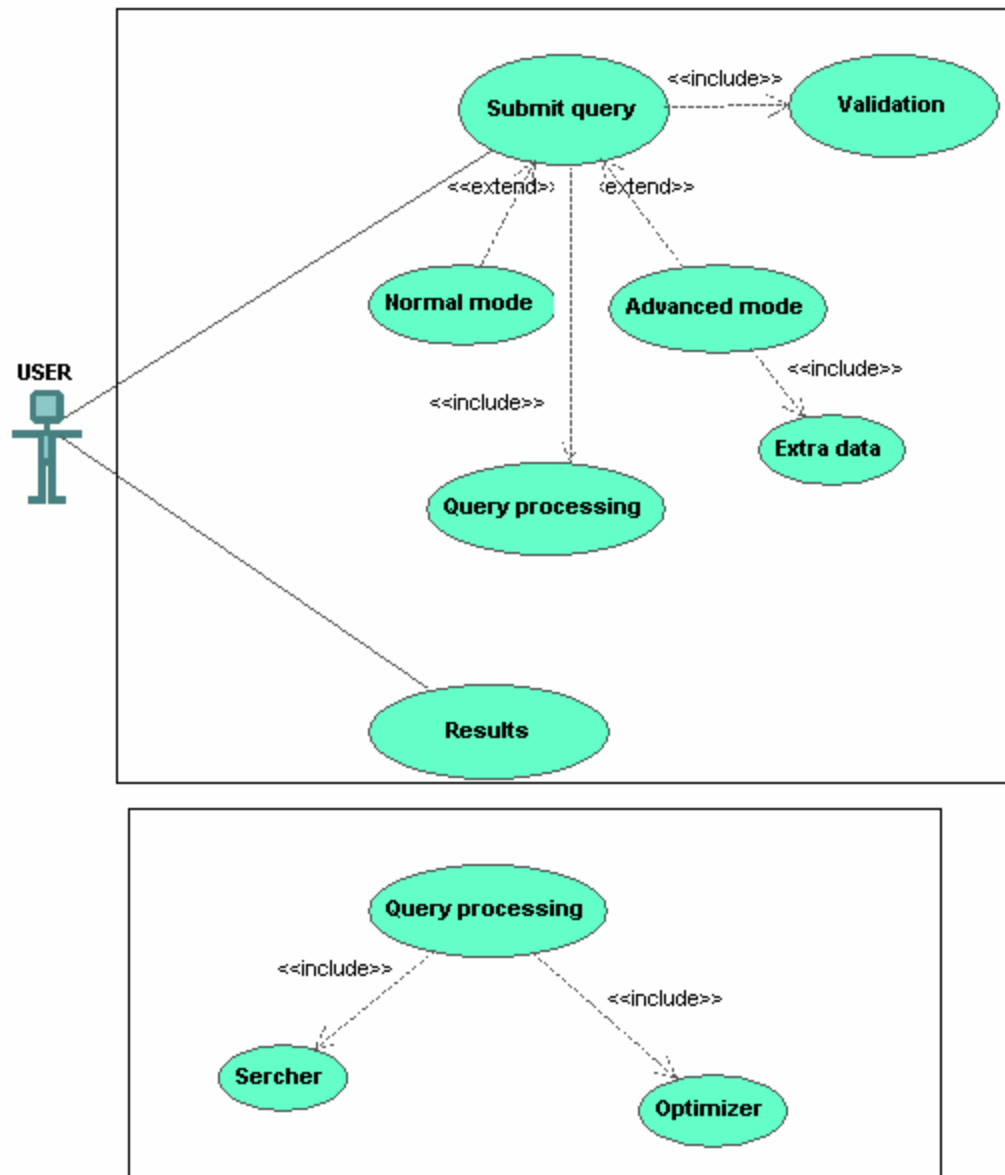 <<include>>
Submit query
Validation
<<extend>>
extend>>
Normal mode
Advanced mode
USER
<<include>>
<<include>>
Extra data
Query processing
Results
Query processing
<<include>>
<<include>>
Sercher
Optimizer